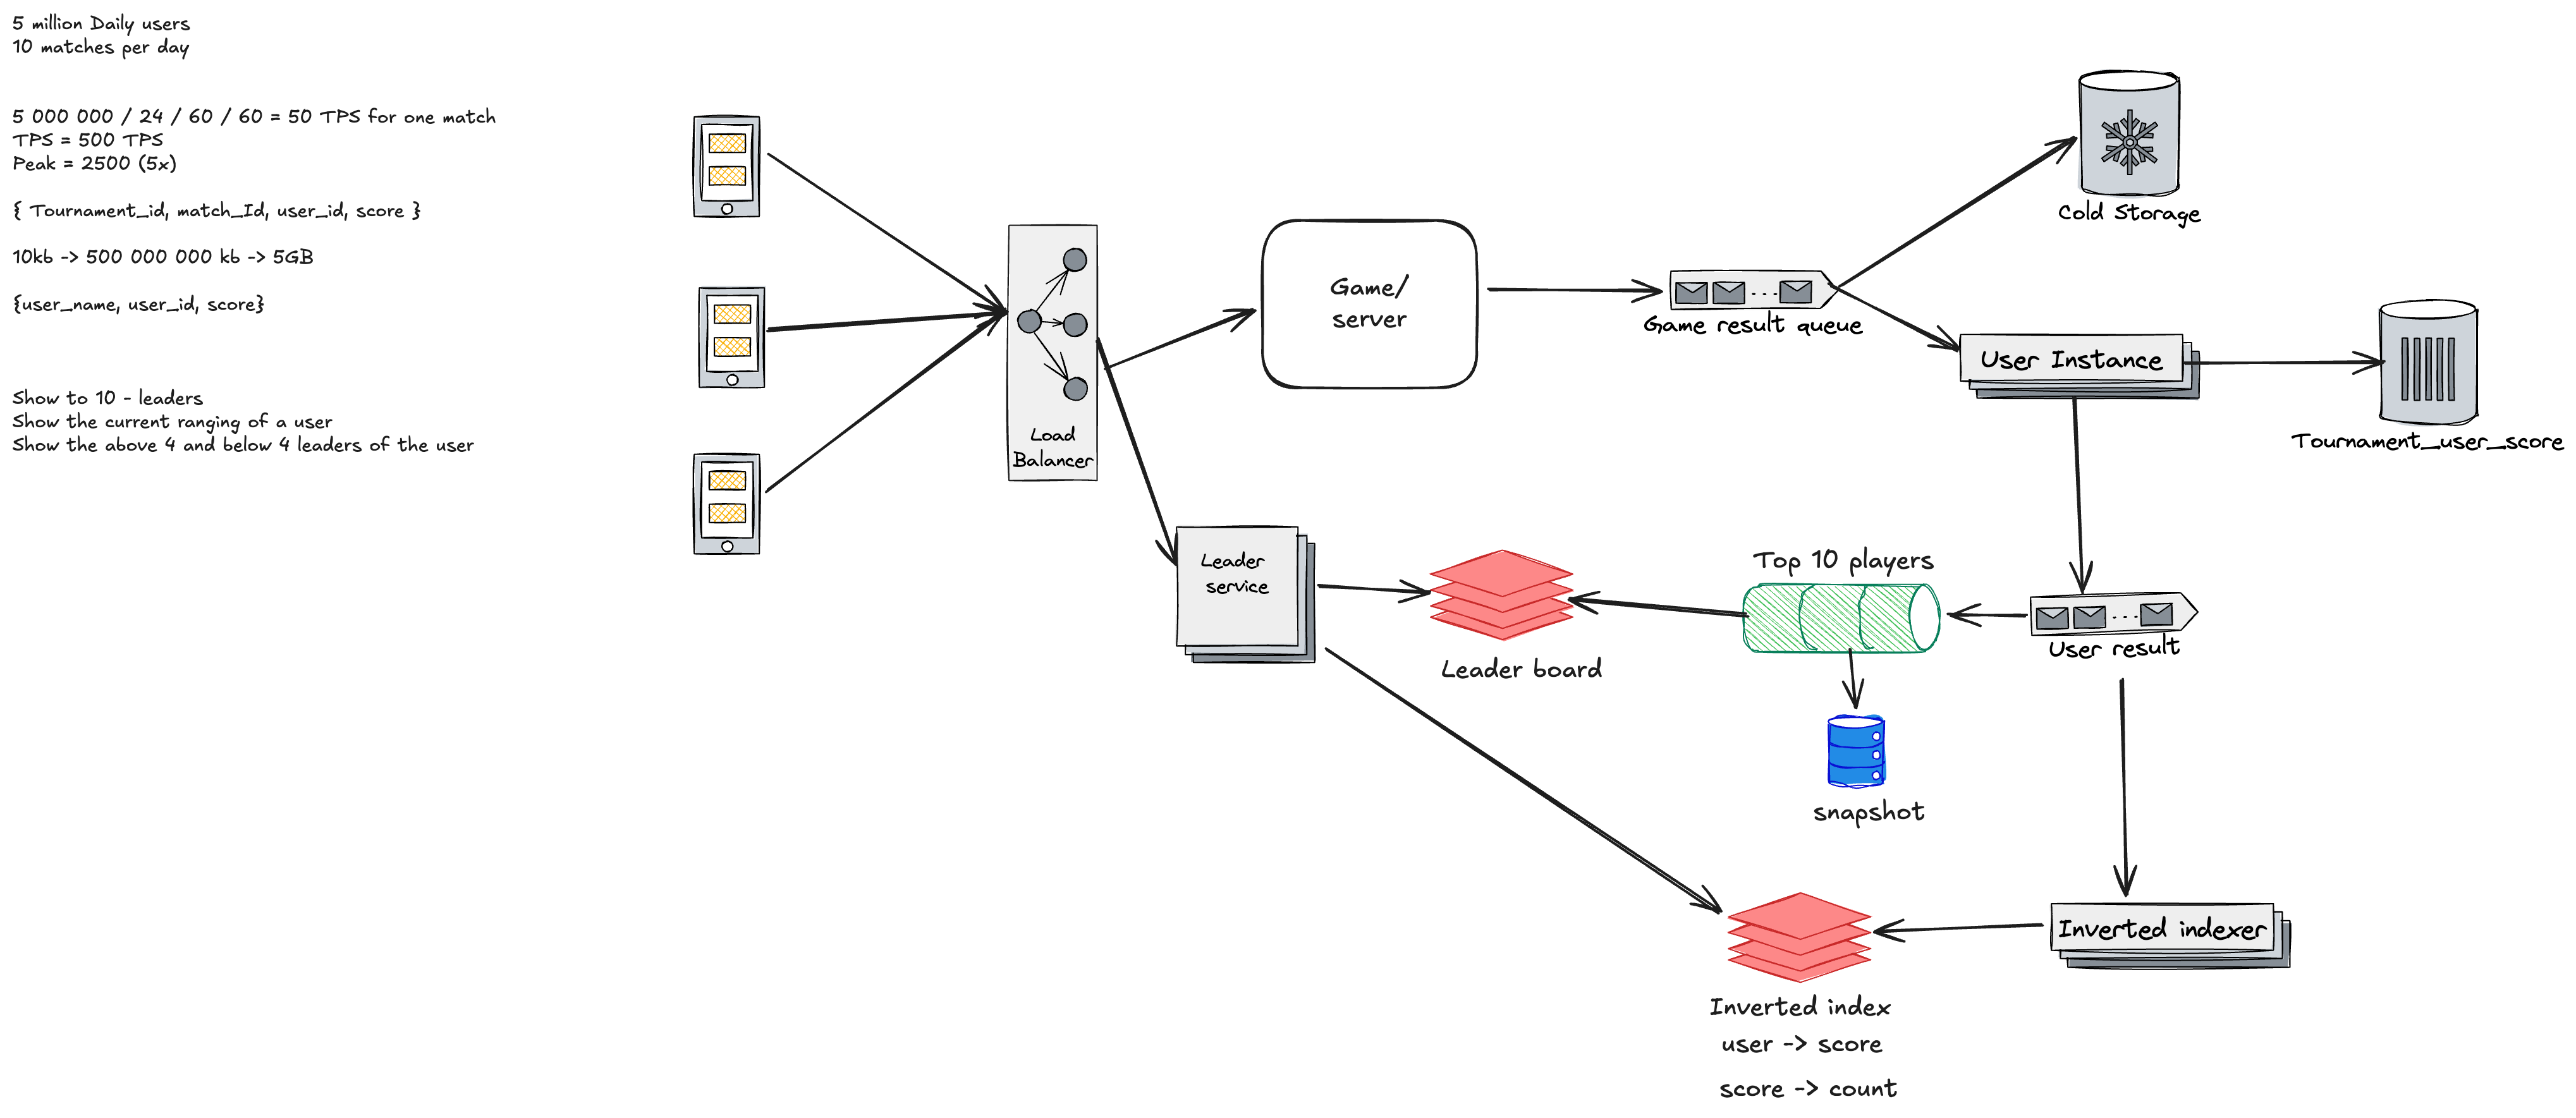 5 million Daily users
10 matches per day
5 000 000 / 24 / 60 / 60 = 50 TPS for one match
TPS = 500 TPS
Peak = 2500 (5x)
{ Tournament_id, match_Id, user_id, score }
10kb -> 500 000 000 kb -> 5GB
{user_name, user_id, score}
Show to 10 - leaders
Show the current ranging of a user
Show the above 4 and below 4 leaders of the user
Load
Balancer
Game/
server
Game result queue
Cold Storage
User Instance
Tournament_user_score
Leader
service
Leader board
Top 10 players
User result
snapshot
Inverted indexer
Inverted index
user -> score
score -> count